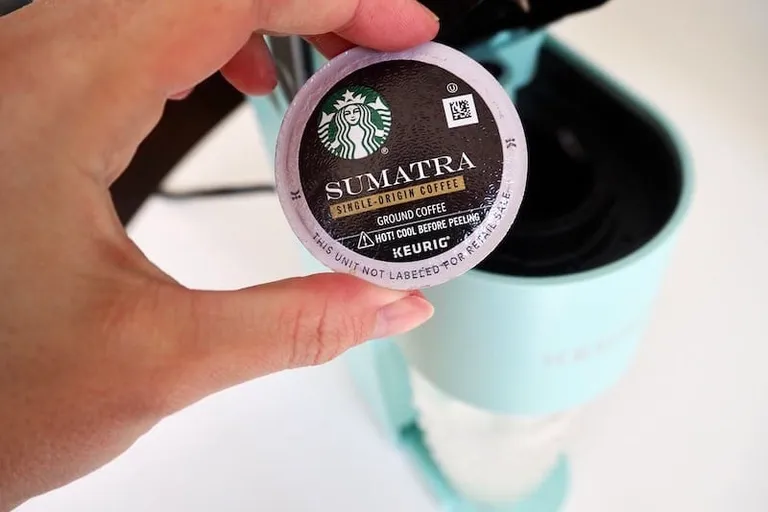 SUMATRA
SINGLE-ORIGIN COFFEE
GROUND COFFEE
HOT! COOL BEFORE PEELING
KEURIG
THIS UNIT NOT LABELED FOR RETAIL SALE.